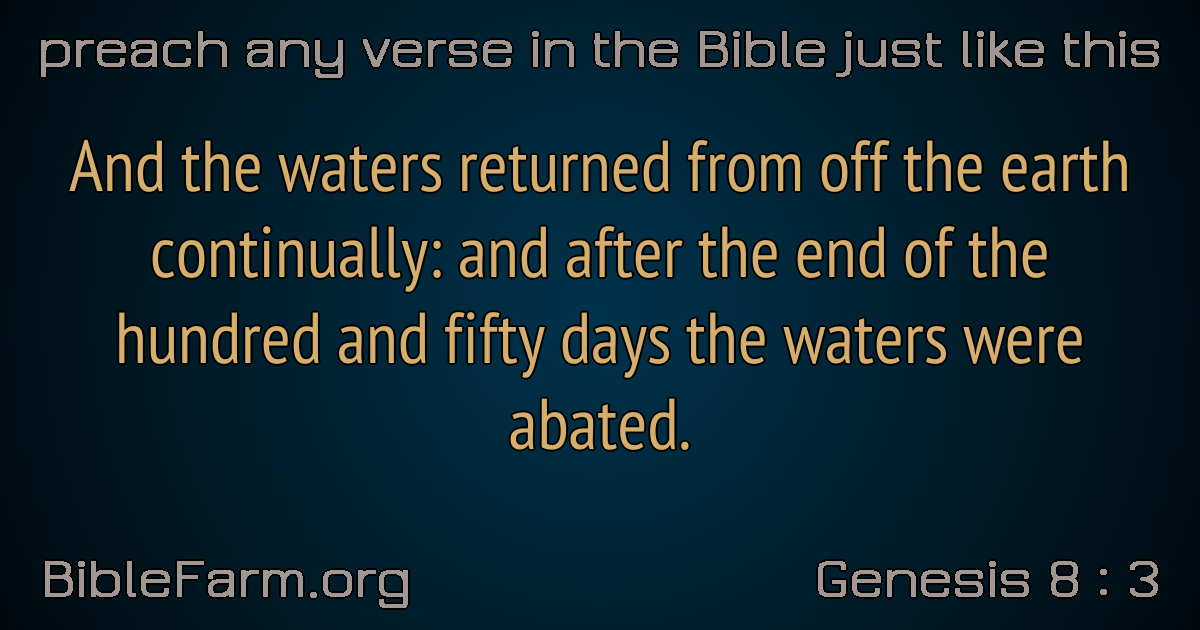 preach any verse in the Bible just like this
And the waters returned from off the earth
continually: and after the end of the
hundred and fifty days the waters were
abated.
BibleFarm.org
Genesis 8 : 3